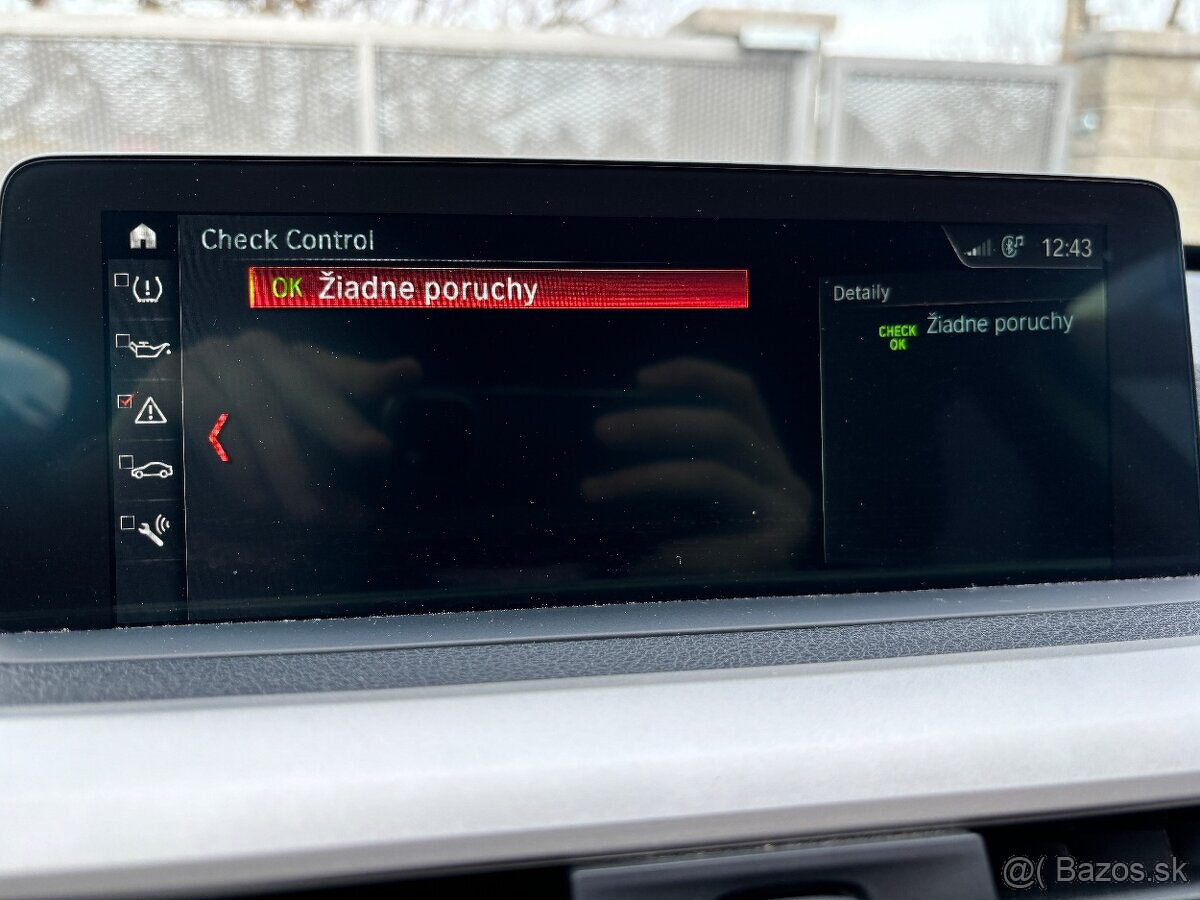 Check Control
12:43
OK Žiadne poruchy
Detaily
CHECK OK Žiadne poruchy
@( Bazos.sk